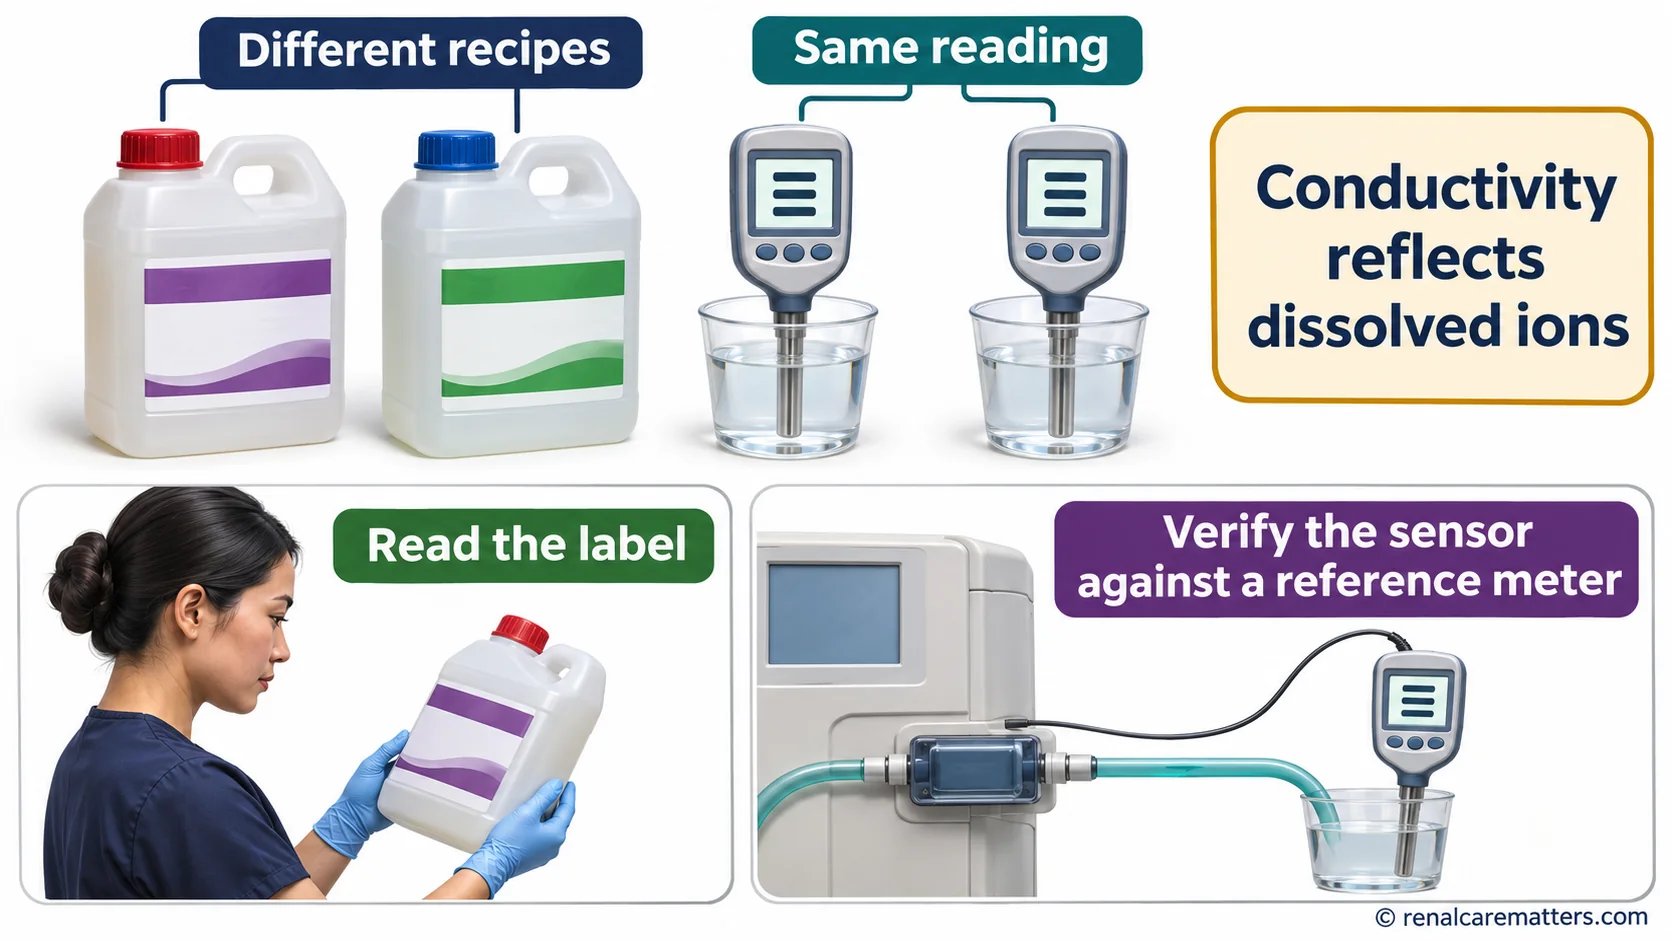 Different recipes
Same reading
Conductivity
reflects
dissolved ions
Read the label
Verify the sensor
against a reference meter
© renalcarematters.com